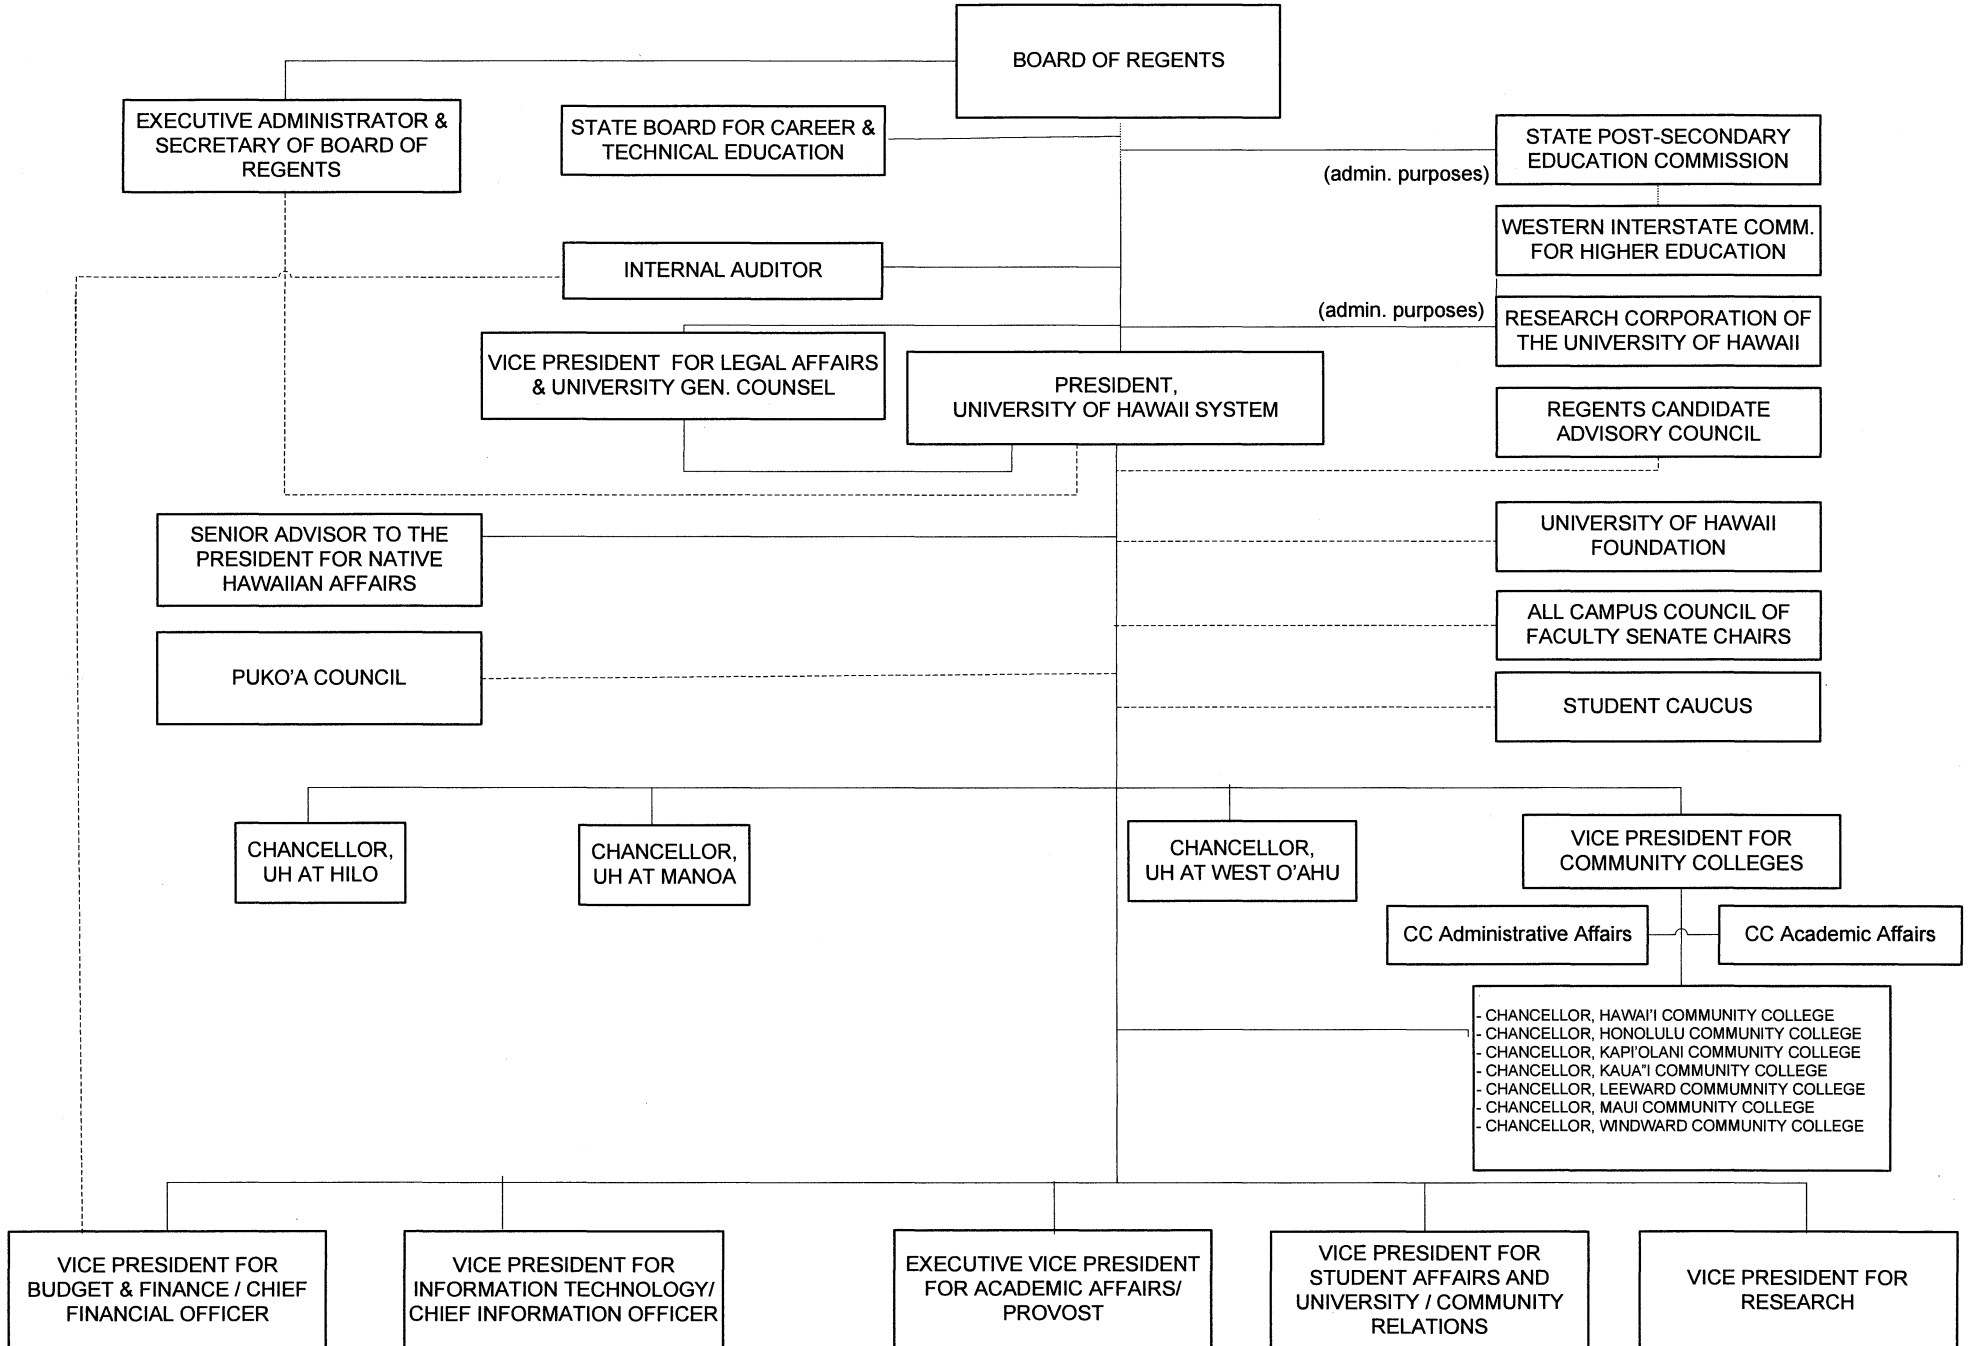 BOARD OF REGENTS
EXECUTIVE ADMINISTRATOR &
SECRETARY OF BOARD OF
REGENTS
STATE BOARD FOR CAREER &
TECHNICAL EDUCATION
STATE POST-SECONDARY
EDUCATION COMMISSION
(admin. purposes)
WESTERN INTERSTATE COMM.
FOR HIGHER EDUCATION
INTERNAL AUDITOR
(admin. purposes)
RESEARCH CORPORATION OF
THE UNIVERSITY OF HAWAII
VICE PRESIDENT FOR LEGAL AFFAIRS
& UNIVERSITY GEN. COUNSEL
PRESIDENT,
UNIVERSITY OF HAWAII SYSTEM
REGENTS CANDIDATE
ADVISORY COUNCIL
SENIOR ADVISOR TO THE
PRESIDENT FOR NATIVE
HAWAIIAN AFFAIRS
UNIVERSITY OF HAWAII
FOUNDATION
ALL CAMPUS COUNCIL OF
FACULTY SENATE CHAIRS
PUKO'A COUNCIL
STUDENT CAUCUS
CHANCELLOR,
UH AT HILO
CHANCELLOR,
UH AT MANOA
CHANCELLOR,
UH AT WEST O'AHU
VICE PRESIDENT FOR
COMMUNITY COLLEGES
CC Administrative Affairs
CC Academic Affairs
- CHANCELLOR, HAWAI'I COMMUNITY COLLEGE
- CHANCELLOR, HONOLULU COMMUNITY COLLEGE
- CHANCELLOR, KAPI'OLANI COMMUNITY COLLEGE
- CHANCELLOR, KAUA"I COMMUNITY COLLEGE
- CHANCELLOR, LEEWARD COMMUMNITY COLLEGE
- CHANCELLOR, MAUI COMMUNITY COLLEGE
- CHANCELLOR, WINDWARD COMMUNITY COLLEGE
VICE PRESIDENT FOR
BUDGET & FINANCE / CHIEF
FINANCIAL OFFICER
VICE PRESIDENT FOR
INFORMATION TECHNOLOGY/
CHIEF INFORMATION OFFICER
EXECUTIVE VICE PRESIDENT
FOR ACADEMIC AFFAIRS/
PROVOST
VICE PRESIDENT FOR
STUDENT AFFAIRS AND
UNIVERSITY / COMMUNITY
RELATIONS
VICE PRESIDENT FOR
RESEARCH